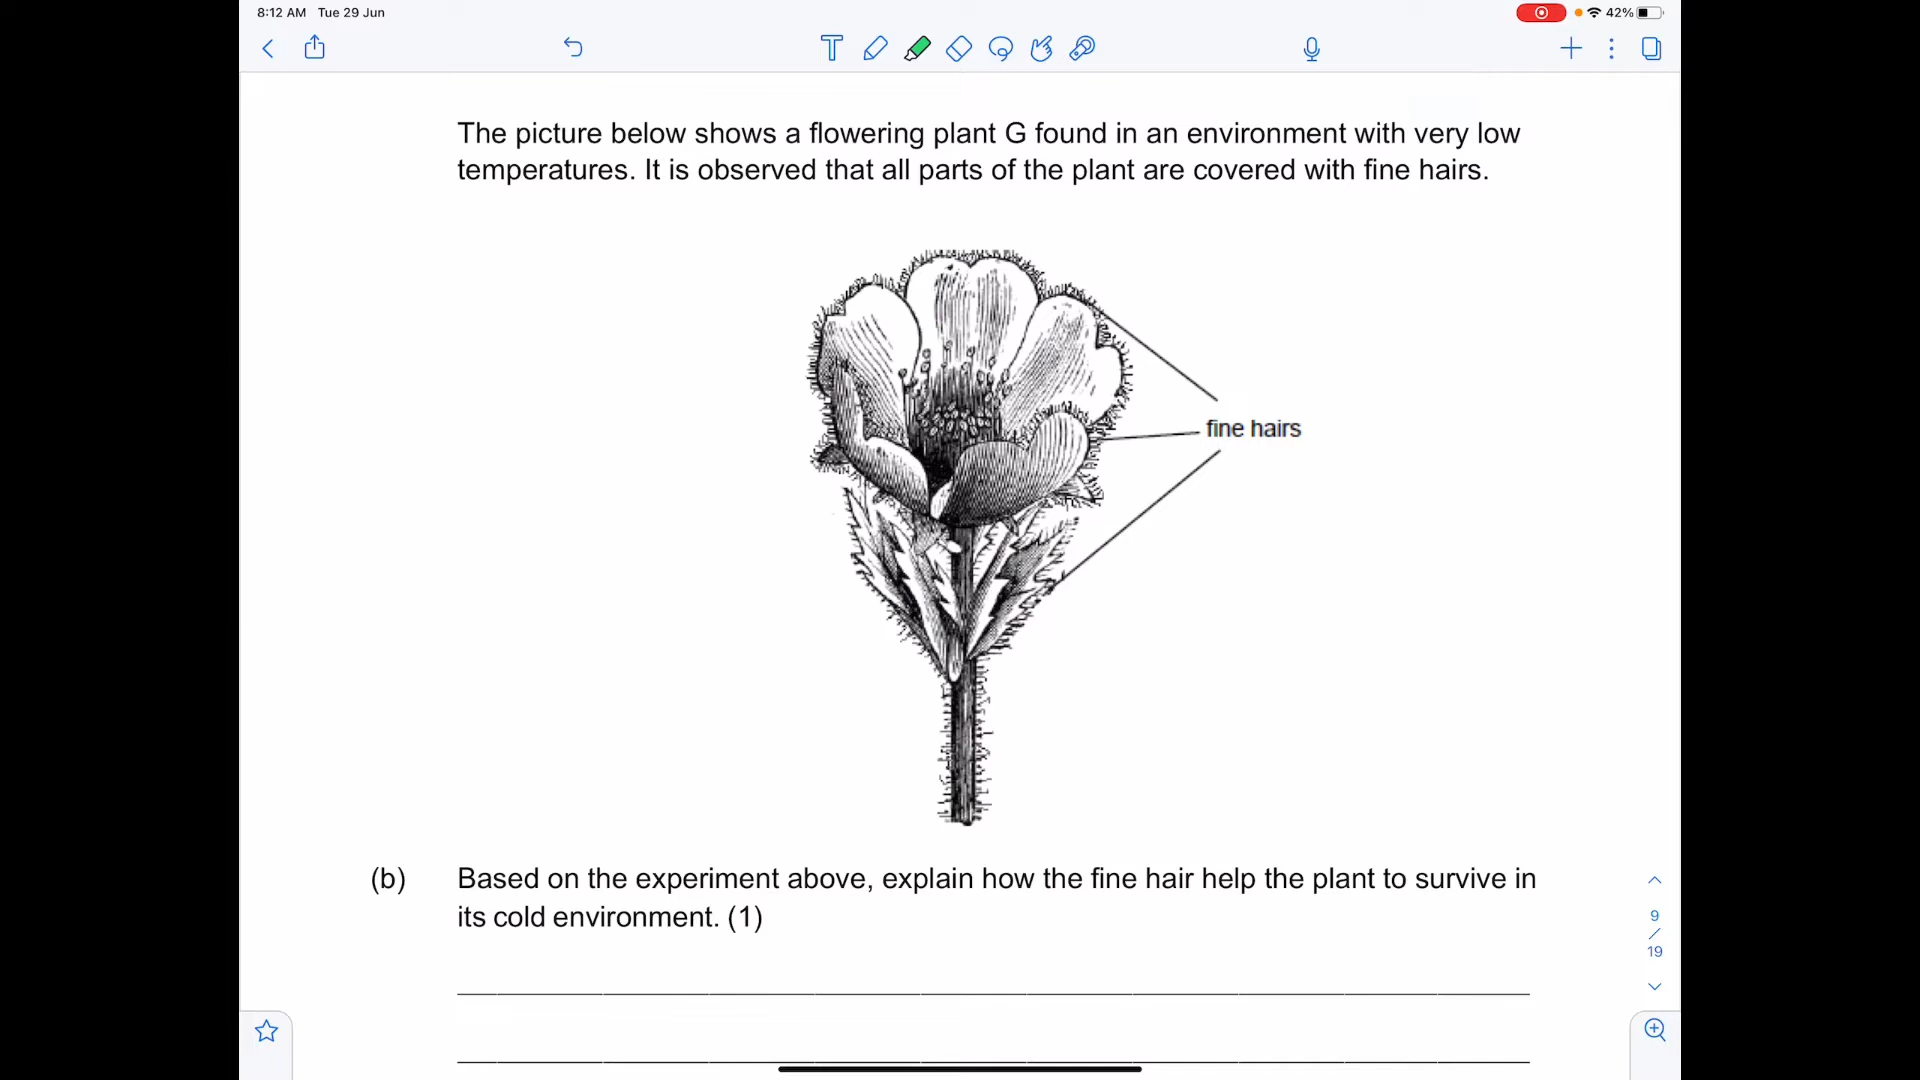 8:12 AM Tue 29 Jun
42%
T
The picture below shows a flowering plant G found in an environment with very low
temperatures. It is observed that all parts of the plant are covered with fine hairs.
fine hairs
(b) Based on the experiment above, explain how the fine hair help the plant to survive in
its cold environment. (1)
9
/
19